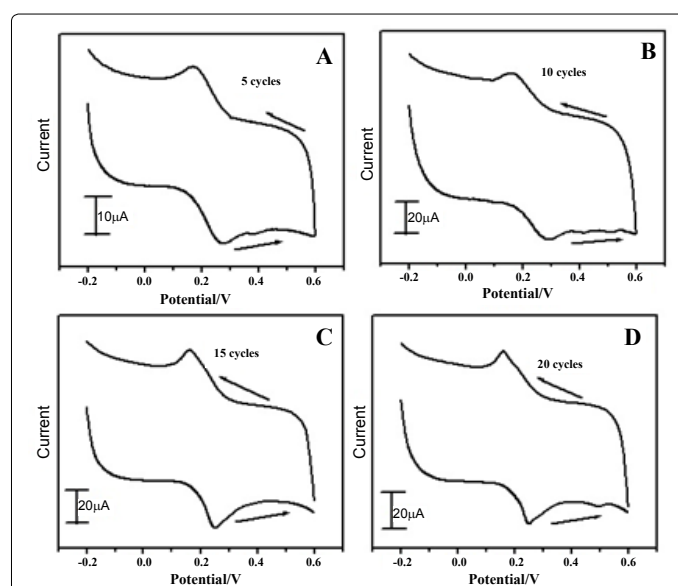 A
5 cycles
Current
10μA
-0.2 0.0 0.2 0.4 0.6
Potential/V
B
10 cycles
Current
20μA
-0.2 0.0 0.2 0.4 0.6
Potential/V
C
15 cycles
Current
20μA
-0.2 0.0 0.2 0.4 0.6
Potential/V
D
20 cycles
Current
20μA
-0.2 0.0 0.2 0.4 0.6
Potential/V